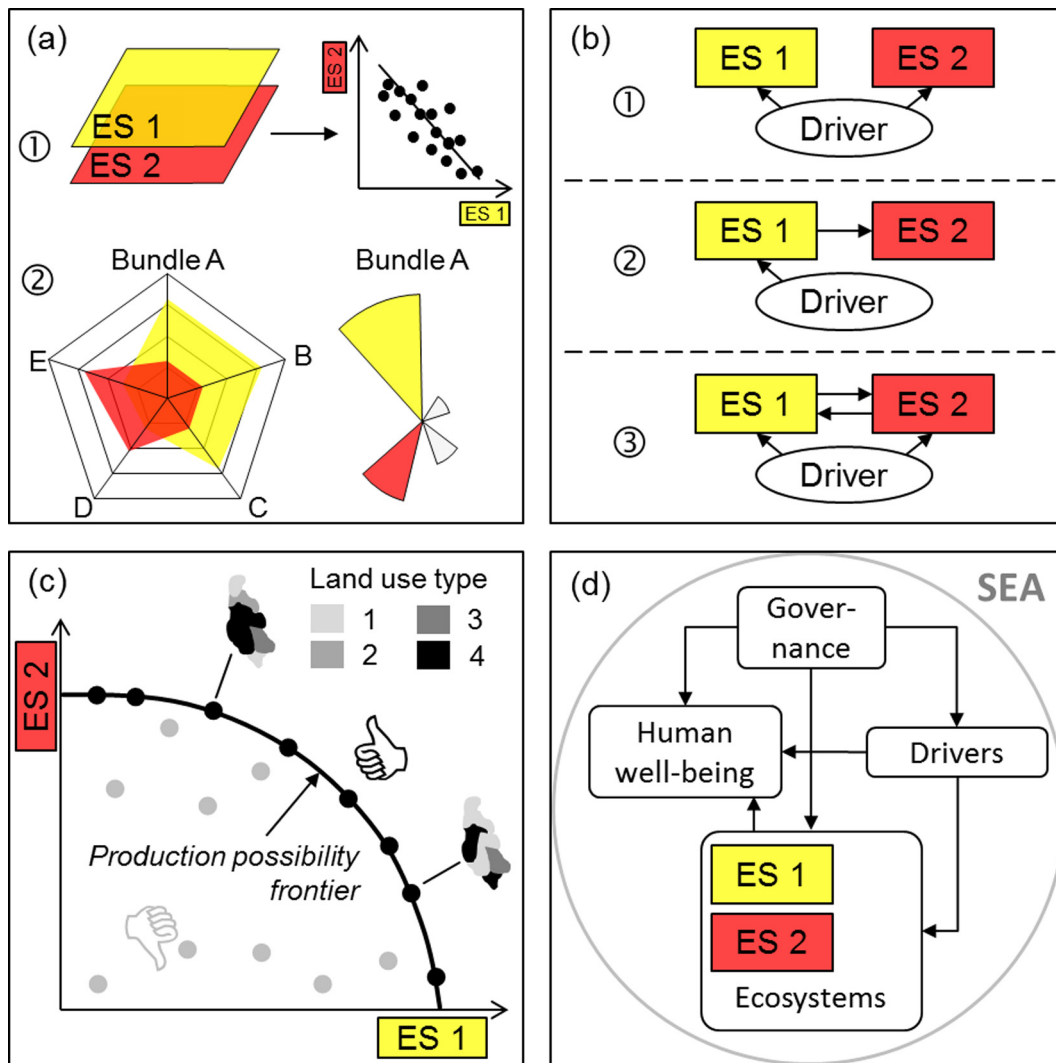 (a)
①
ES 1
ES 2
ES 2
ES 1
②
Bundle A
B
C
D
E
Bundle A
(b)
①
ES 1
ES 2
Driver
②
ES 1
ES 2
Driver
③
ES 1
ES 2
Driver
(c)
Land use type
1
3
2
4
ES 2
Production possibility
frontier
ES 1
(d)
SEA
Gover-
nance
Human
well-being
Drivers
ES 1
ES 2
Ecosystems